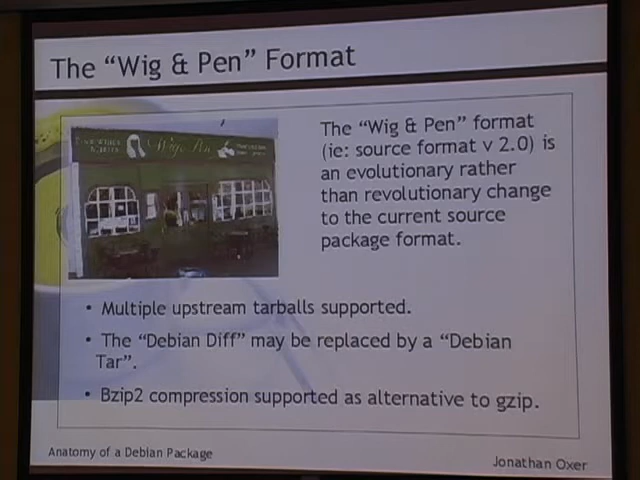 The “Wig & Pen” Format
Wig & Pen
The “Wig & Pen” format
(ie: source format v 2.0) is
an evolutionary rather
than revolutionary change
to the current source
package format.
• Multiple upstream tarballs supported.
• The “Debian Diff” may be replaced by a “Debian
Tar”.
• Bzip2 compression supported as alternative to gzip.
Anatomy of a Debian Package
Jonathan Oxer